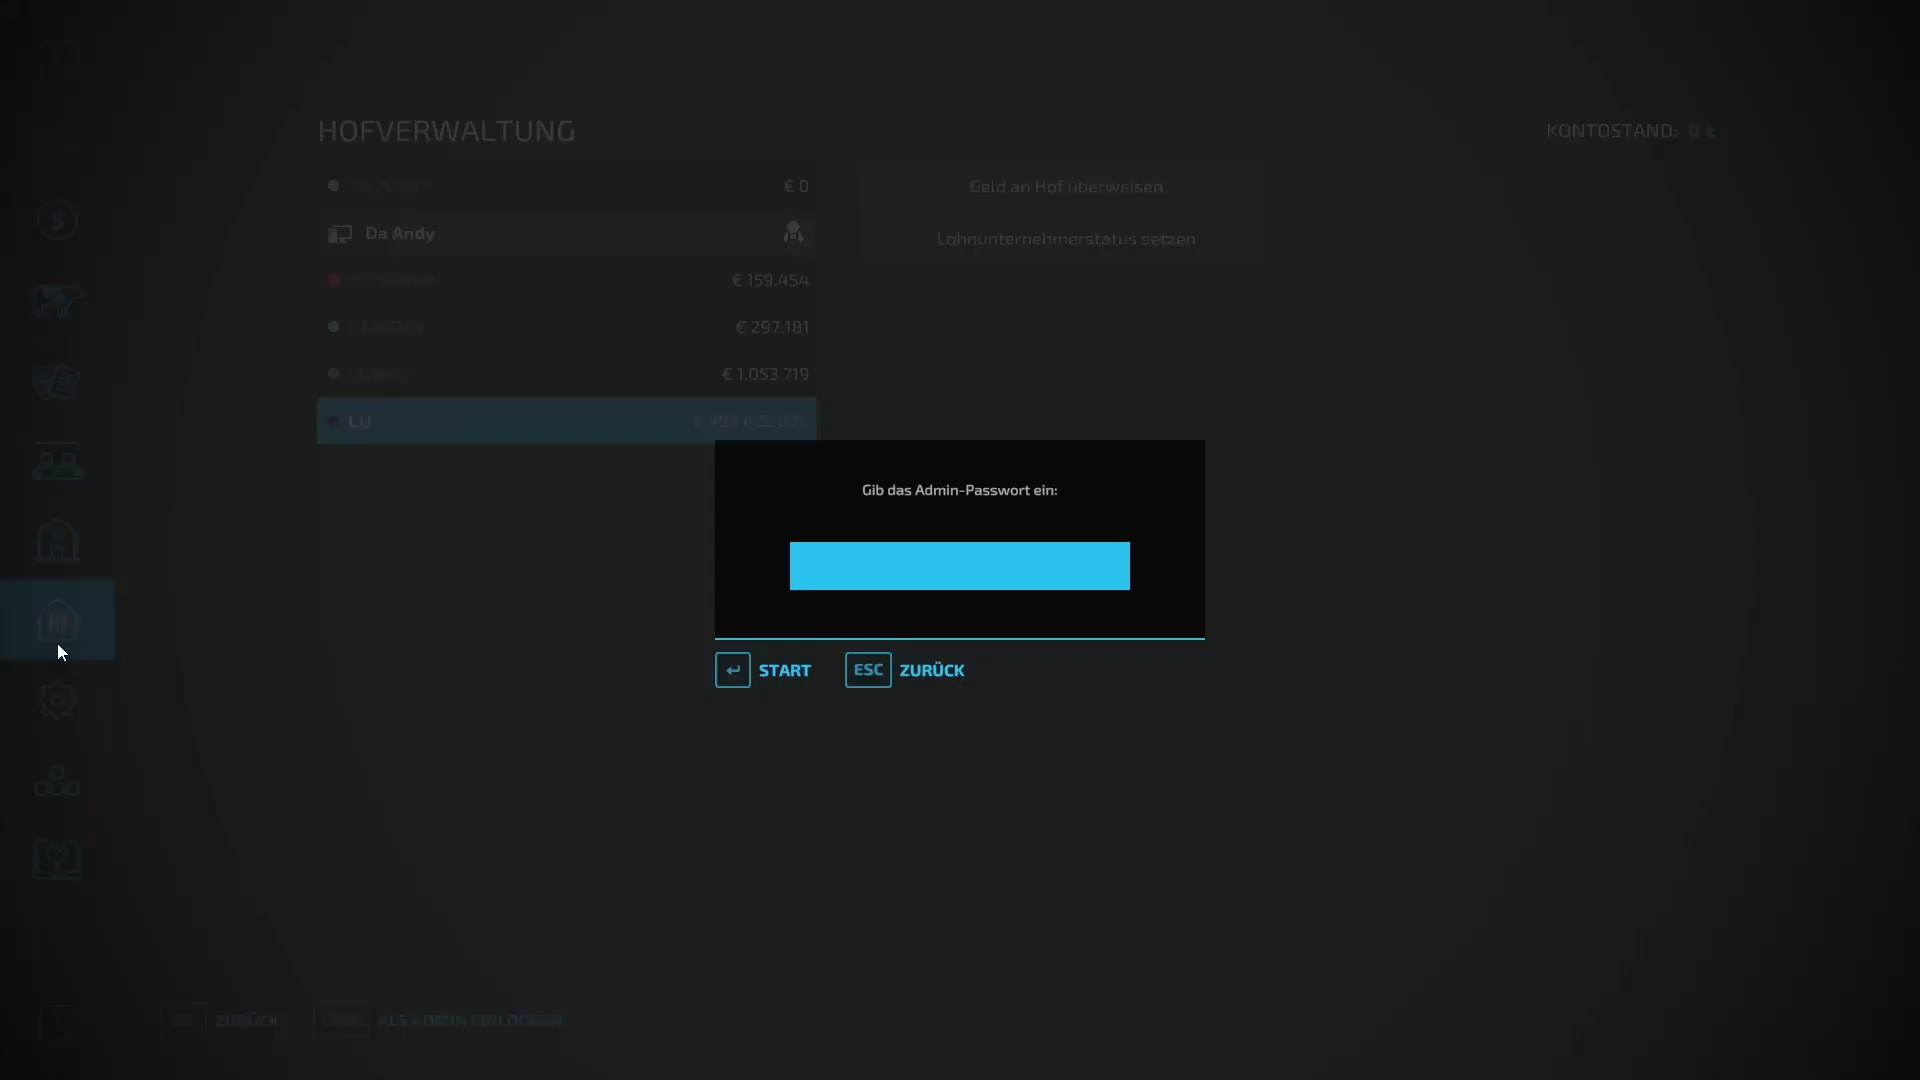 HOFVERWALTUNG
KONTOSTAND: 0 €
€ 0
Geld an Hof überweisen
Da Andy
Lohnunternehmerstatus setzen
€ 159.454
€ 297.181
€ 1.053.719
LU
Gib das Admin-Passwort ein:
START
ESC ZURÜCK
ZURÜCK
ALS ADMIN EINLOGGEN